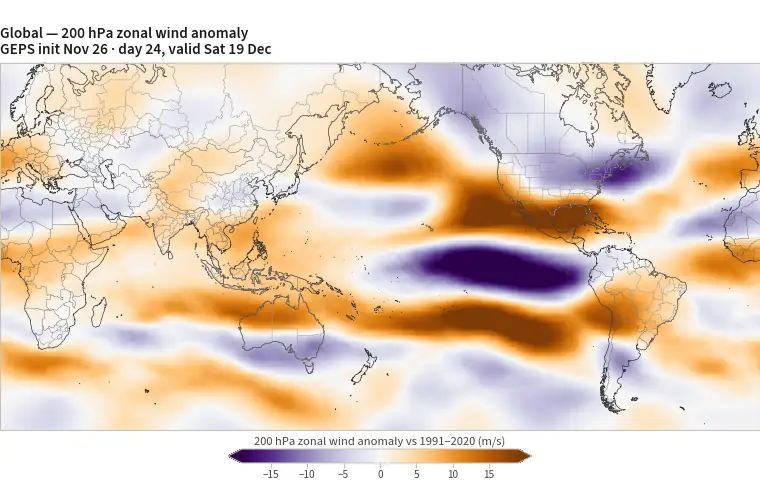 Global — 200 hPa zonal wind anomaly
GEPS init Nov 26 · day 24, valid Sat 19 Dec
200 hPa zonal wind anomaly vs 1991–2020 (m/s)
−15 −10 −5 0 5 10 15